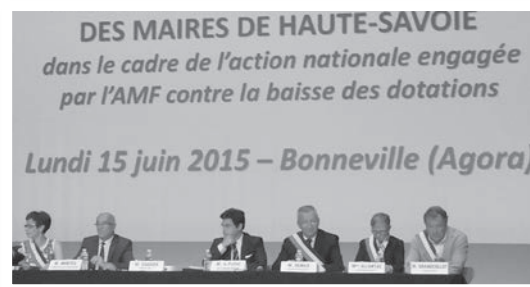 DES MAIRES DE HAUTE-SAVOIE
dans le cadre de l'action nationale engagée
par l'AMF contre la baisse des dotations
Lundi 15 juin 2015 – Bonneville (Agora)